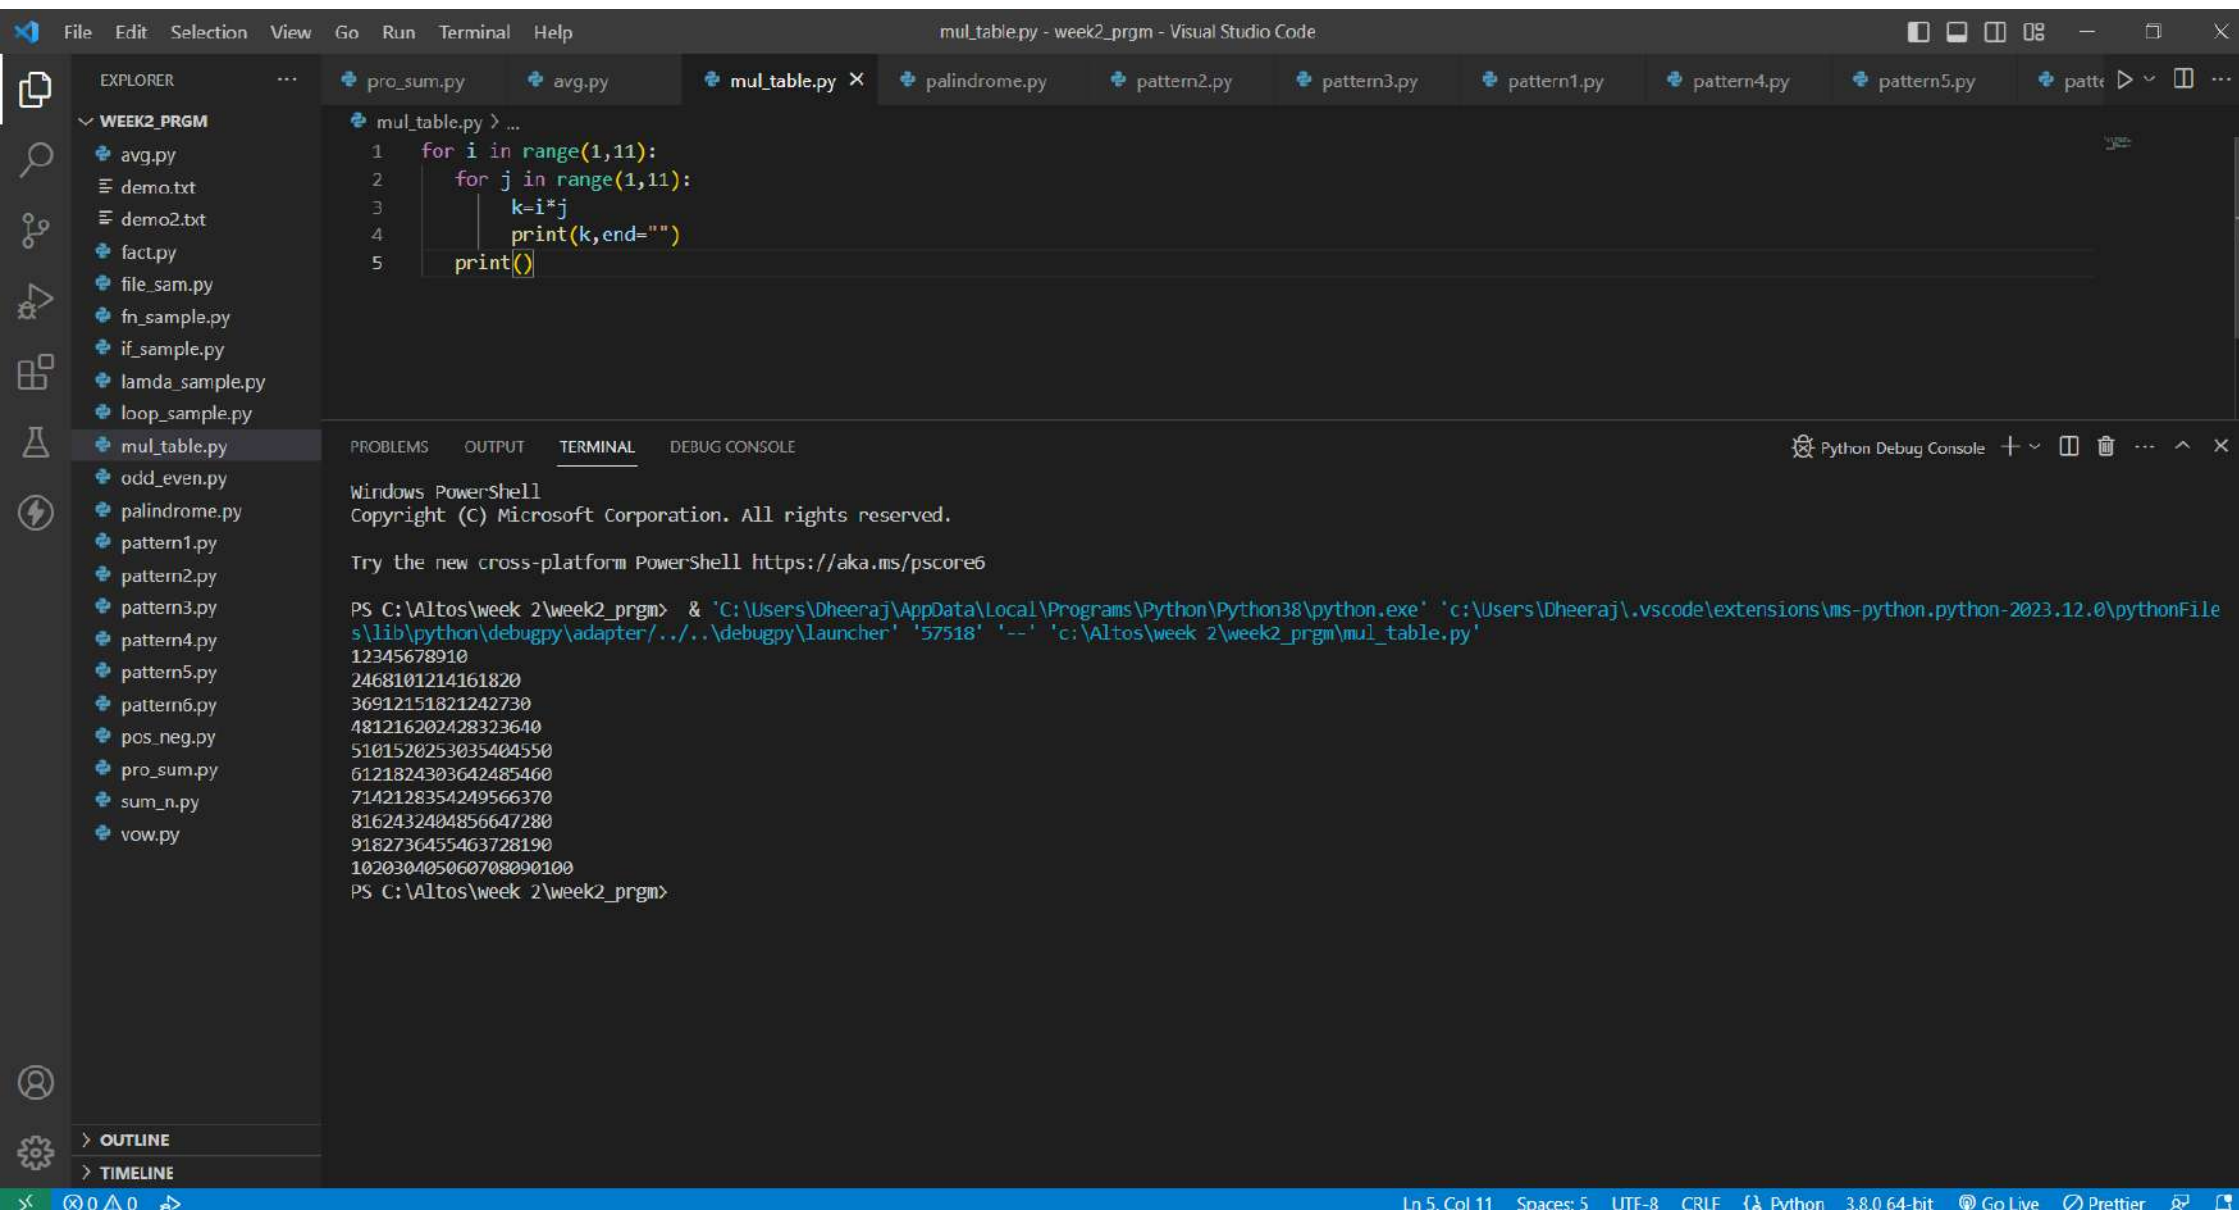 File Edit Selection View Go Run Terminal Help
mul_table.py - week2_prgm - Visual Studio Code
EXPLORER ...
pro_sum.py avg.py mul_table.py palindrome.py pattern2.py pattern3.py pattern1.py pattern4.py pattern5.py patte ...
WEEK2_PRGM
avg.py
demo.txt
demo2.txt
fact.py
file_sam.py
fn_sample.py
if_sample.py
lamda_sample.py
loop_sample.py
mul_table.py
odd_even.py
palindrome.py
pattern1.py
pattern2.py
pattern3.py
pattern4.py
pattern5.py
pattern6.py
pos_neg.py
pro_sum.py
sum_n.py
vow.py
OUTLINE
TIMELINE
mul_table.py > ...
1 for i in range(1,11):
2 for j in range(1,11):
3 k=i*j
4 print(k,end="")
5 print()
PROBLEMS OUTPUT TERMINAL DEBUG CONSOLE
Python Debug Console
Windows PowerShell
Copyright (C) Microsoft Corporation. All rights reserved.
Try the new cross-platform PowerShell https://aka.ms/pscore6
PS C:\Altos\week 2\week2_prgm> & 'C:\Users\Dheeraj\AppData\Local\Programs\Python\Python38\python.exe' 'c:\Users\Dheeraj\.vscode\extensions\ms-python.python-2023.12.0\pythonFile
s\lib\python\debugpy\adapter/../..\debugpy\launcher' '57518' '--' 'c:\Altos\week 2\week2_prgm\mul_table.py'
12345678910
2468101214161820
36912151821242730
481216202428323640
5101520253035404550
6121824303642485460
7142128354249566370
8162432404856647280
9182736455463728190
102030405060708090100
PS C:\Altos\week 2\week2_prgm>
0 0
Ln 5, Col 11 Spaces: 5 UTF-8 CRLF Python 3.8.0 64-bit Go Live Prettier